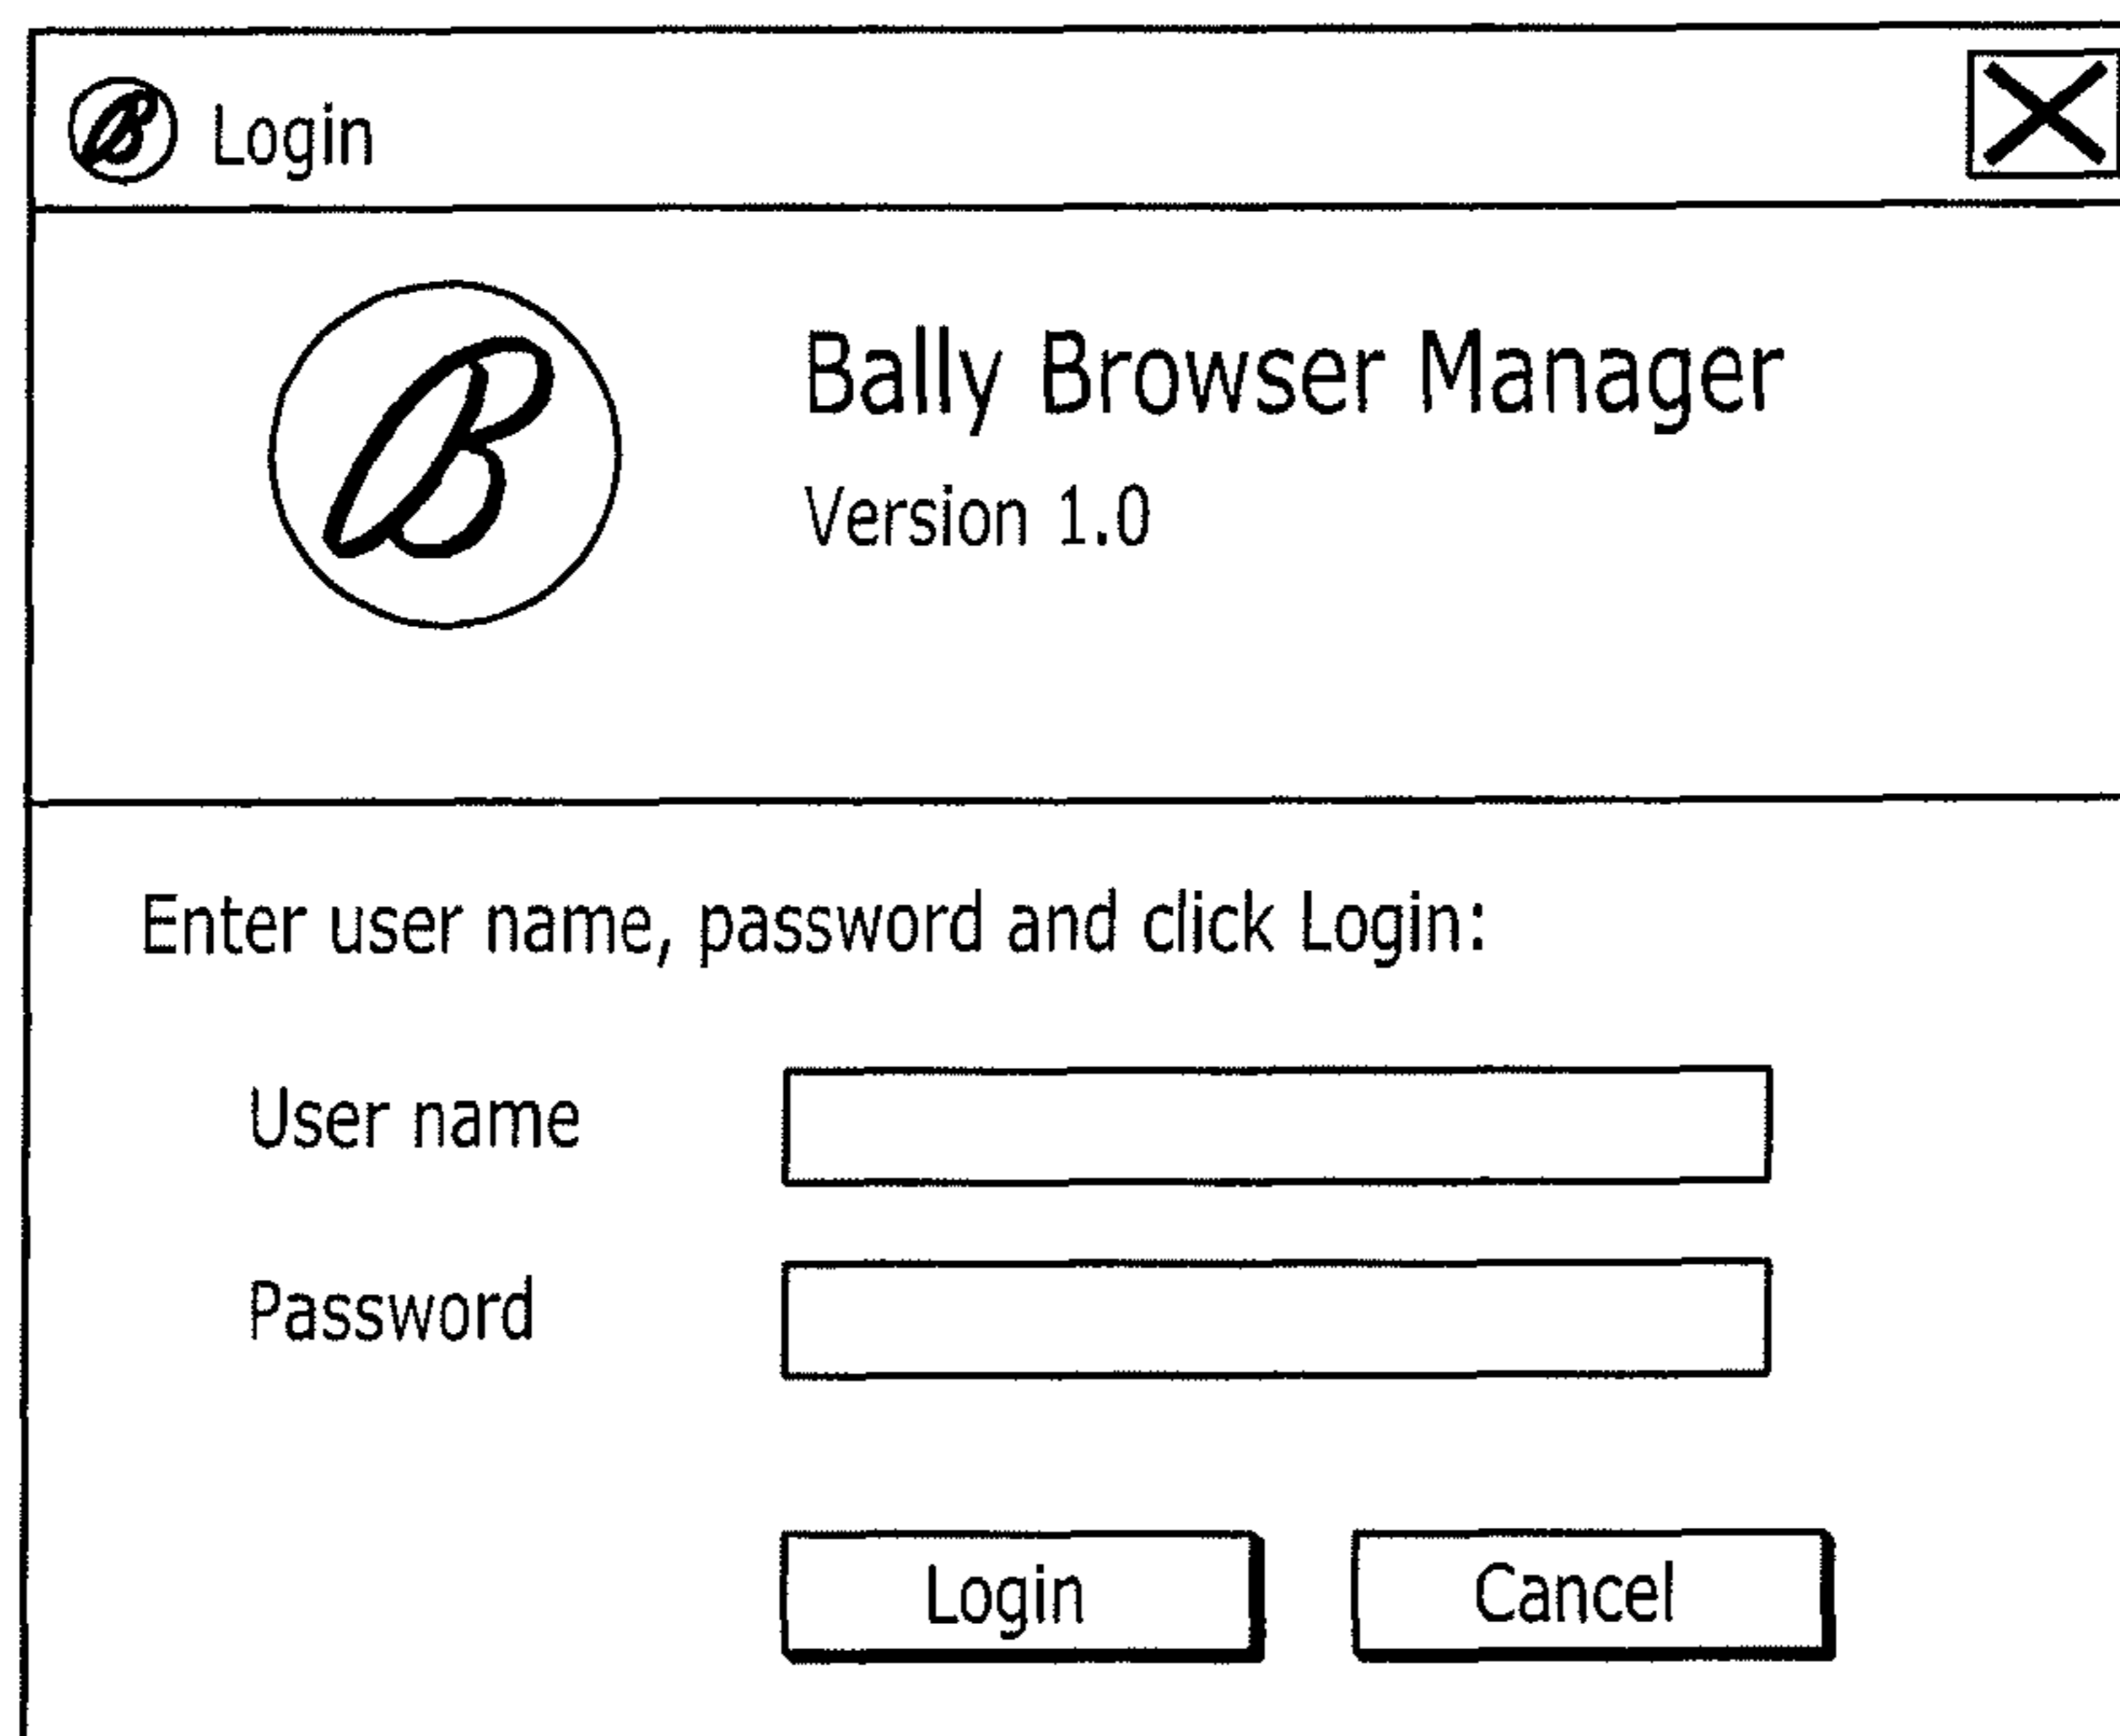 B Login
B
Bally Browser Manager
Version 1.0
Enter user name, password and click Login:
User name
Password
Login Cancel